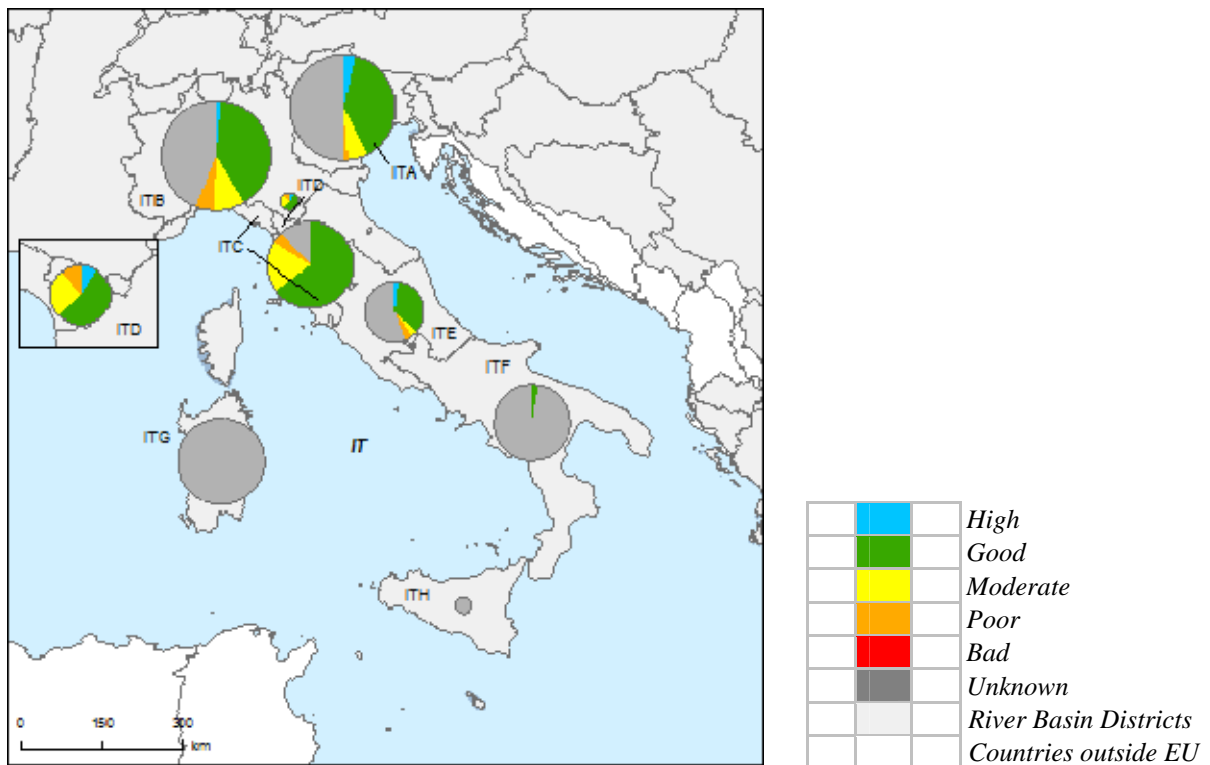 ITA
ITB
ITD
ITC
ITD
ITE
ITF
ITG
IT
ITH
0 150 300
km
High
Good
Moderate
Poor
Bad
Unknown
River Basin Districts
Countries outside EU